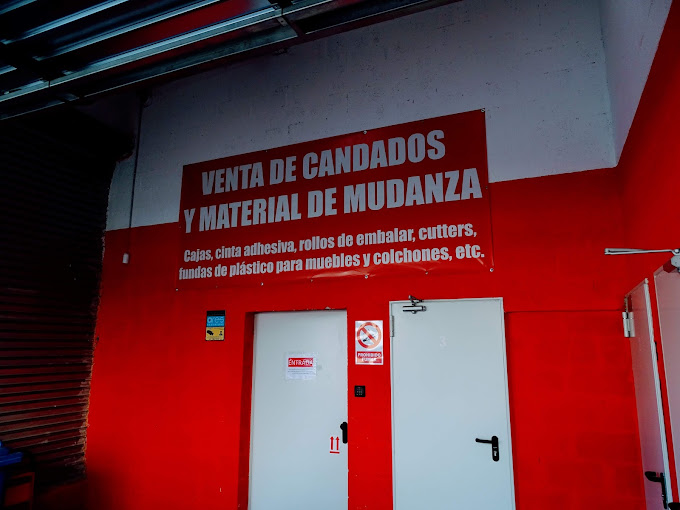 VENTA DE CANDADOS
Y MATERIAL DE MUDANZA
Cajas, cinta adhesiva, rollos de embalar, cutters,
fundas de plástico para muebles y colchones, etc.
ENTRADA
PROHIBIDO
3